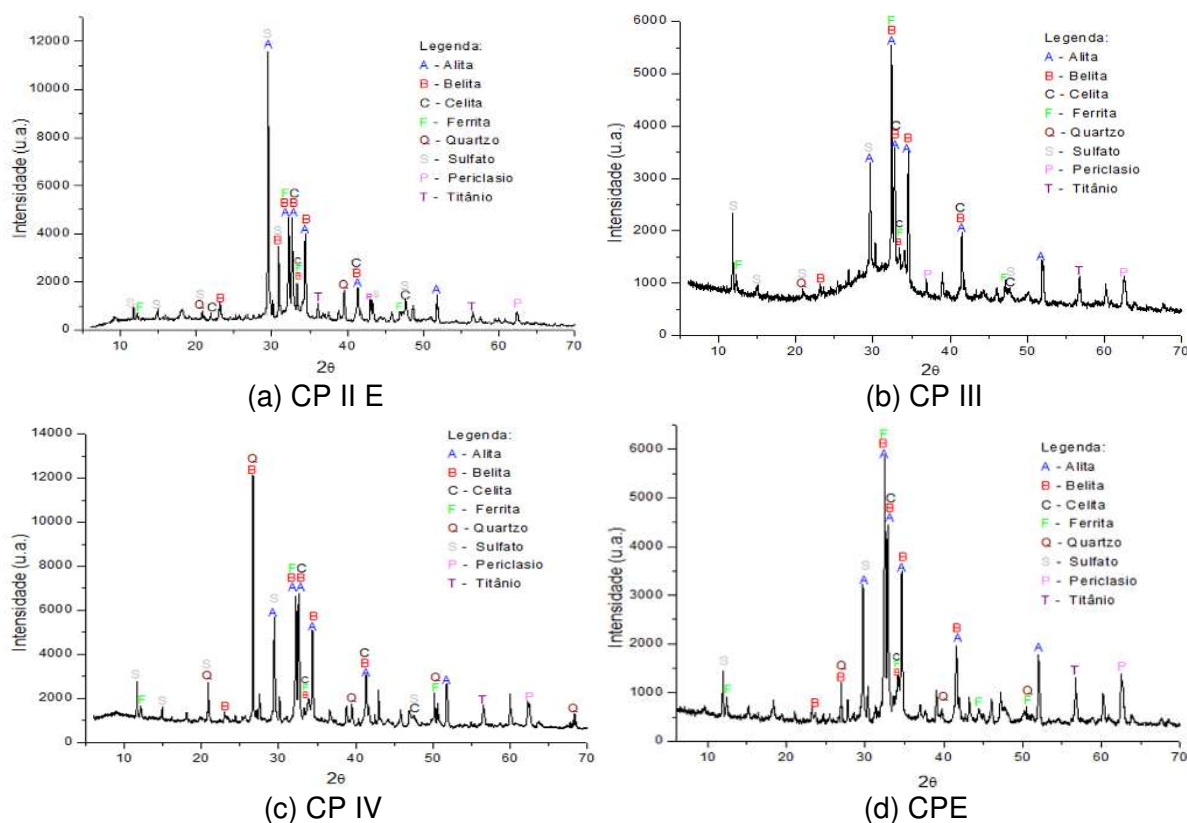 12000
10000
8000
6000
4000
2000
0
Intensidade (u.a.)
S
A
F
B
A
C
B
A
S
B
B
A
C
F
B
S
F
S
S
Q
C
B
T
Q
C
B
A
P
S
F
S
C
A
T
P
Legenda:
A - Alita
B - Belita
C - Celita
F - Ferrita
Q - Quartzo
S - Sulfato
P - Periclasio
T - Titânio
10 20 30 40 50 60 70
2θ
(a) CP II E
6000
5000
4000
3000
2000
1000
0
Intensidade (u.a.)
F
B
A
C
B
A
B
A
S
A
S
F
S
S
Q
B
C
F
B
P
C
B
A
F
S
C
A
T
P
Legenda:
A - Alita
B - Belita
C - Celita
F - Ferrita
Q - Quartzo
S - Sulfato
P - Periclasio
T - Titânio
10 20 30 40 50 60 70
2θ
(b) CP III
14000
12000
10000
8000
6000
4000
2000
0
Intensidade (u.a.)
Q
B
S
A
F
B
A
C
B
A
B
A
S
F
S
S
Q
B
C
F
B
Q
C
B
A
S
C
Q
F
A
T
P
Q
Legenda:
A - Alita
B - Belita
C - Celita
F - Ferrita
Q - Quartzo
S - Sulfato
P - Periclasio
T - Titânio
10 20 30 40 50 60 70
2θ
(c) CP IV
6000
5000
4000
3000
2000
1000
0
Intensidade (u.a.)
F
B
A
C
B
A
B
A
S
A
S
F
B
Q
B
C
F
B
Q
B
A
F
Q
F
A
T
P
Legenda:
A - Alita
B - Belita
C - Celita
F - Ferrita
Q - Quartzo
S - Sulfato
P - Periclasio
T - Titânio
10 20 30 40 50 60 70
2θ
(d) CPE